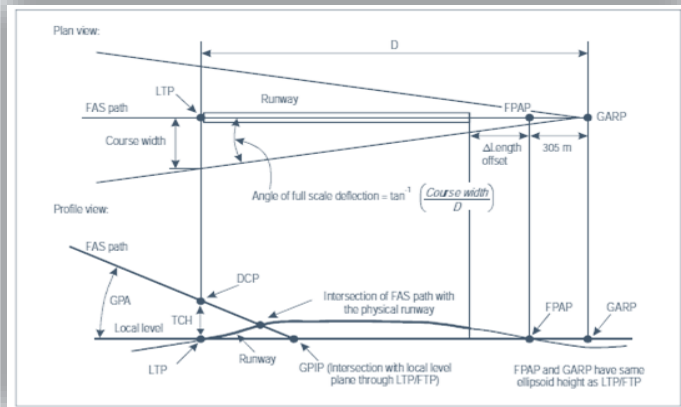 Plan view:
D
LTP
Runway
FPAP
GARP
FAS path
Course width
ΔLength
offset
305 m
Angle of full scale deflection = tan⁻¹ (Course width / D)
Profile view:
FAS path
DCP
Intersection of FAS path with
the physical runway
GPA
TCH
FPAP
GARP
Local level
LTP
Runway
GPIP (Intersection with local level
plane through LTP/FTP)
FPAP and GARP have same
ellipsoid height as LTP/FTP